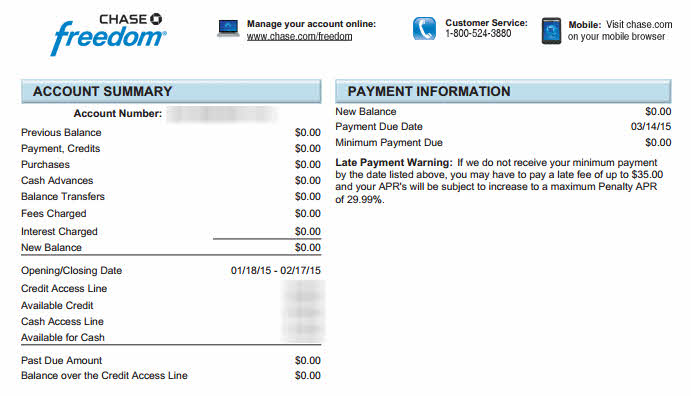 CHASE
freedom®
Manage your account online:
www.chase.com/freedom
Customer Service:
1-800-524-3880
Mobile: Visit chase.com
on your mobile browser
ACCOUNT SUMMARY
Account Number:
Previous Balance $0.00
Payment, Credits $0.00
Purchases $0.00
Cash Advances $0.00
Balance Transfers $0.00
Fees Charged $0.00
Interest Charged $0.00
New Balance $0.00
Opening/Closing Date 01/18/15 - 02/17/15
Credit Access Line
Available Credit
Cash Access Line
Available for Cash
Past Due Amount $0.00
Balance over the Credit Access Line $0.00
PAYMENT INFORMATION
New Balance $0.00
Payment Due Date 03/14/15
Minimum Payment Due $0.00
Late Payment Warning: If we do not receive your minimum payment
by the date listed above, you may have to pay a late fee of up to $35.00
and your APR's will be subject to increase to a maximum Penalty APR
of 29.99%.